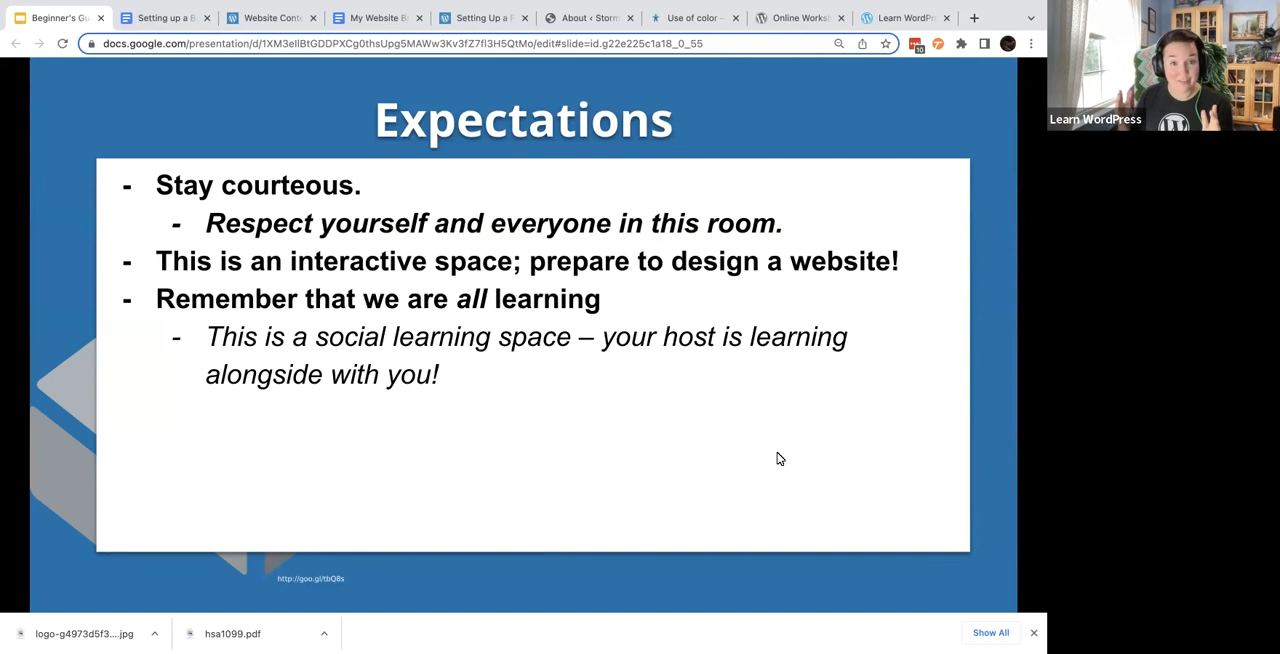 Beginner's Gu
Setting up a B
Website Cont
My Website B
Setting Up a F
About ‹ Storm
Use of color –
Online Works
Learn WordPr
docs.google.com/presentation/d/1XM3eIlBtGDDPXCg0thsUpg5MAWw3Kv3fZ7fl3H5QtMo/edit#slide=id.g22e225c1a18_0_55
10
Learn WordPress
Expectations
- Stay courteous.
- Respect yourself and everyone in this room.
- This is an interactive space; prepare to design a website!
- Remember that we are all learning
- This is a social learning space – your host is learning
alongside with you!
http://goo.gl/tbQ8s
logo-g4973d5f3....jpg
hsa1099.pdf
Show All